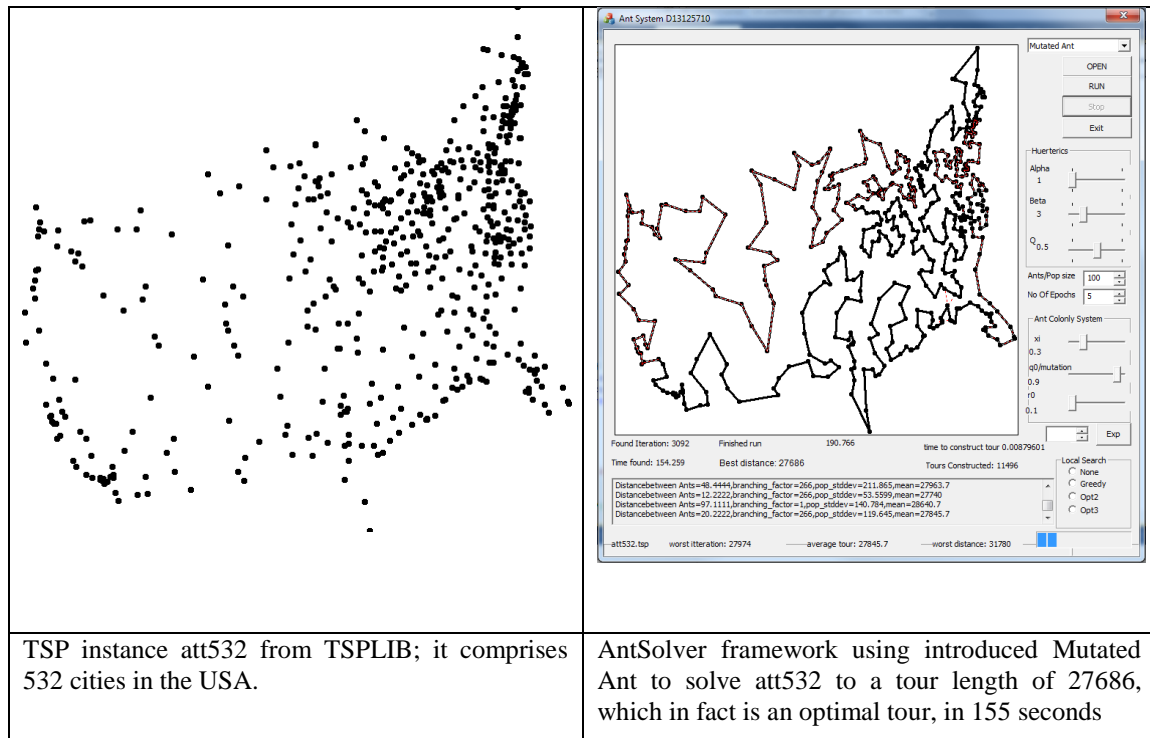 Ant System D13125710
Mutated Ant
OPEN
RUN
Stop
Exit
Huerterics
Alpha
1
Beta
3
Q
0.5
Ants/Pop size 100
No Of Epochs 5
Ant Colonly System
xi
0.3
q0/mutation
0.9
r0
0.1
Exp
Found Iteration: 3092 Finished run 190.766 time to construct tour 0.00879601
Time found: 154.259 Best distance: 27686 Tours Constructed: 11496
Local Search
None
Greedy
Opt2
Opt3
Distancebetween Ants=48.4444,branching_factor=266,pop_stddev=211.865,mean=27963.7
Distancebetween Ants=12.2222,branching_factor=266,pop_stddev=53.5599,mean=27740
Distancebetween Ants=97.1111,branching_factor=1,pop_stddev=140.784,mean=28640.7
Distancebetween Ants=20.2222,branching_factor=266,pop_stddev=119.645,mean=27845.7
att532.tsp worst itteration: 27974 average tour: 27845.7 worst distance: 31780
TSP instance att532 from TSPLIB; it comprises
532 cities in the USA.
AntSolver framework using introduced Mutated
Ant to solve att532 to a tour length of 27686,
which in fact is an optimal tour, in 155 seconds